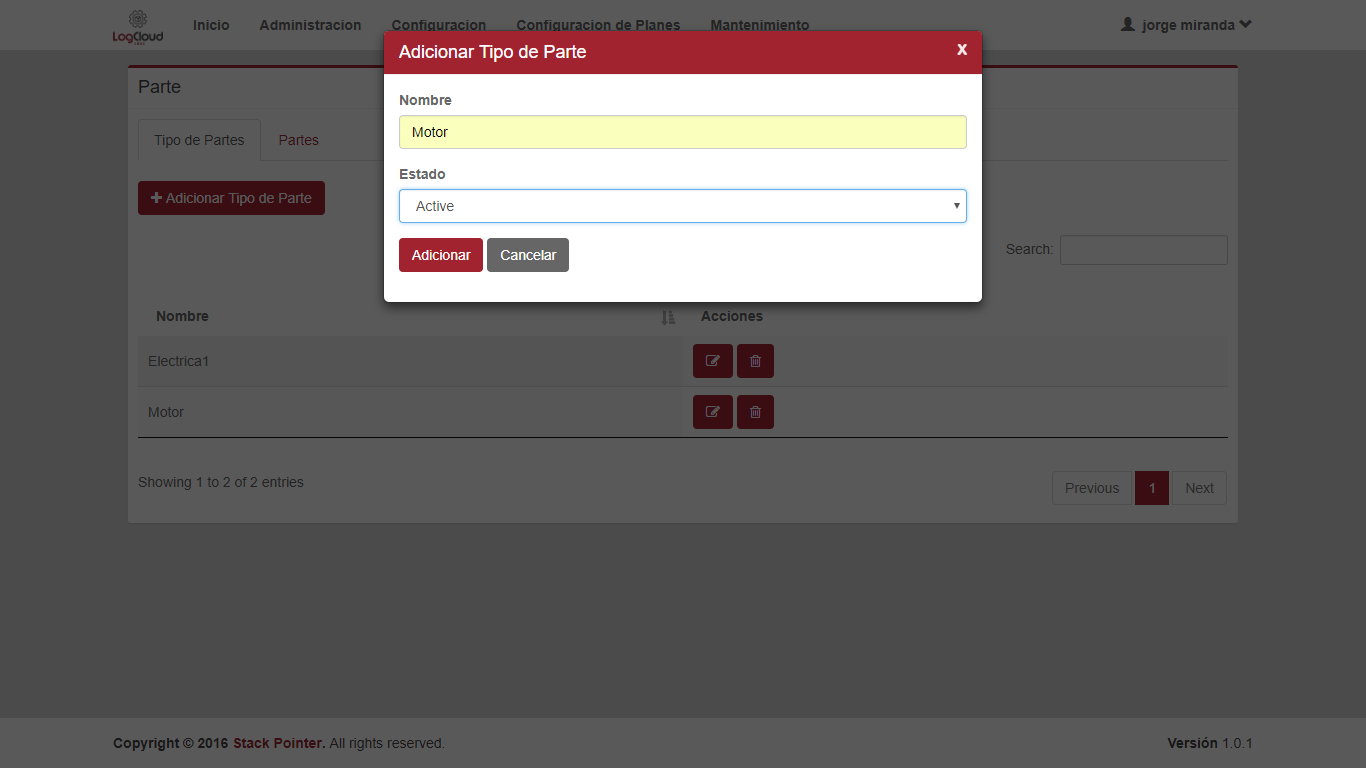 LogCloud
Inicio Administracion Configuracion Configuracion de Planes Mantenimiento jorge miranda
Adicionar Tipo de Parte x
Parte
Nombre
Motor
Tipo de Partes Partes
Estado
Adicionar Tipo de Parte
Active
Search:
Adicionar Cancelar
Nombre Acciones
Electrica1
Motor
Showing 1 to 2 of 2 entries
Previous 1 Next
Copyright © 2016 Stack Pointer. All rights reserved. Versión 1.0.1